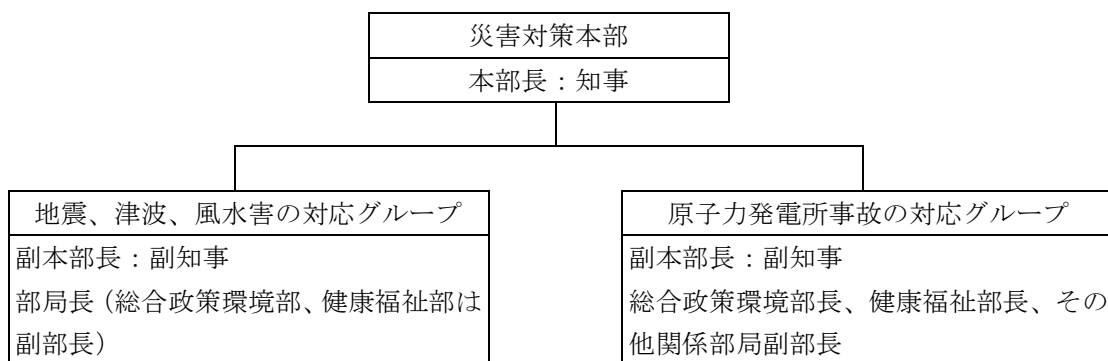 災害対策本部
本部長：知事
地震、津波、風水害の対応グループ
副本部長：副知事
部局長（総合政策環境部、健康福祉部は
副部長）
原子力発電所事故の対応グループ
副本部長：副知事
総合政策環境部長、健康福祉部長、その
他関係部局副部長